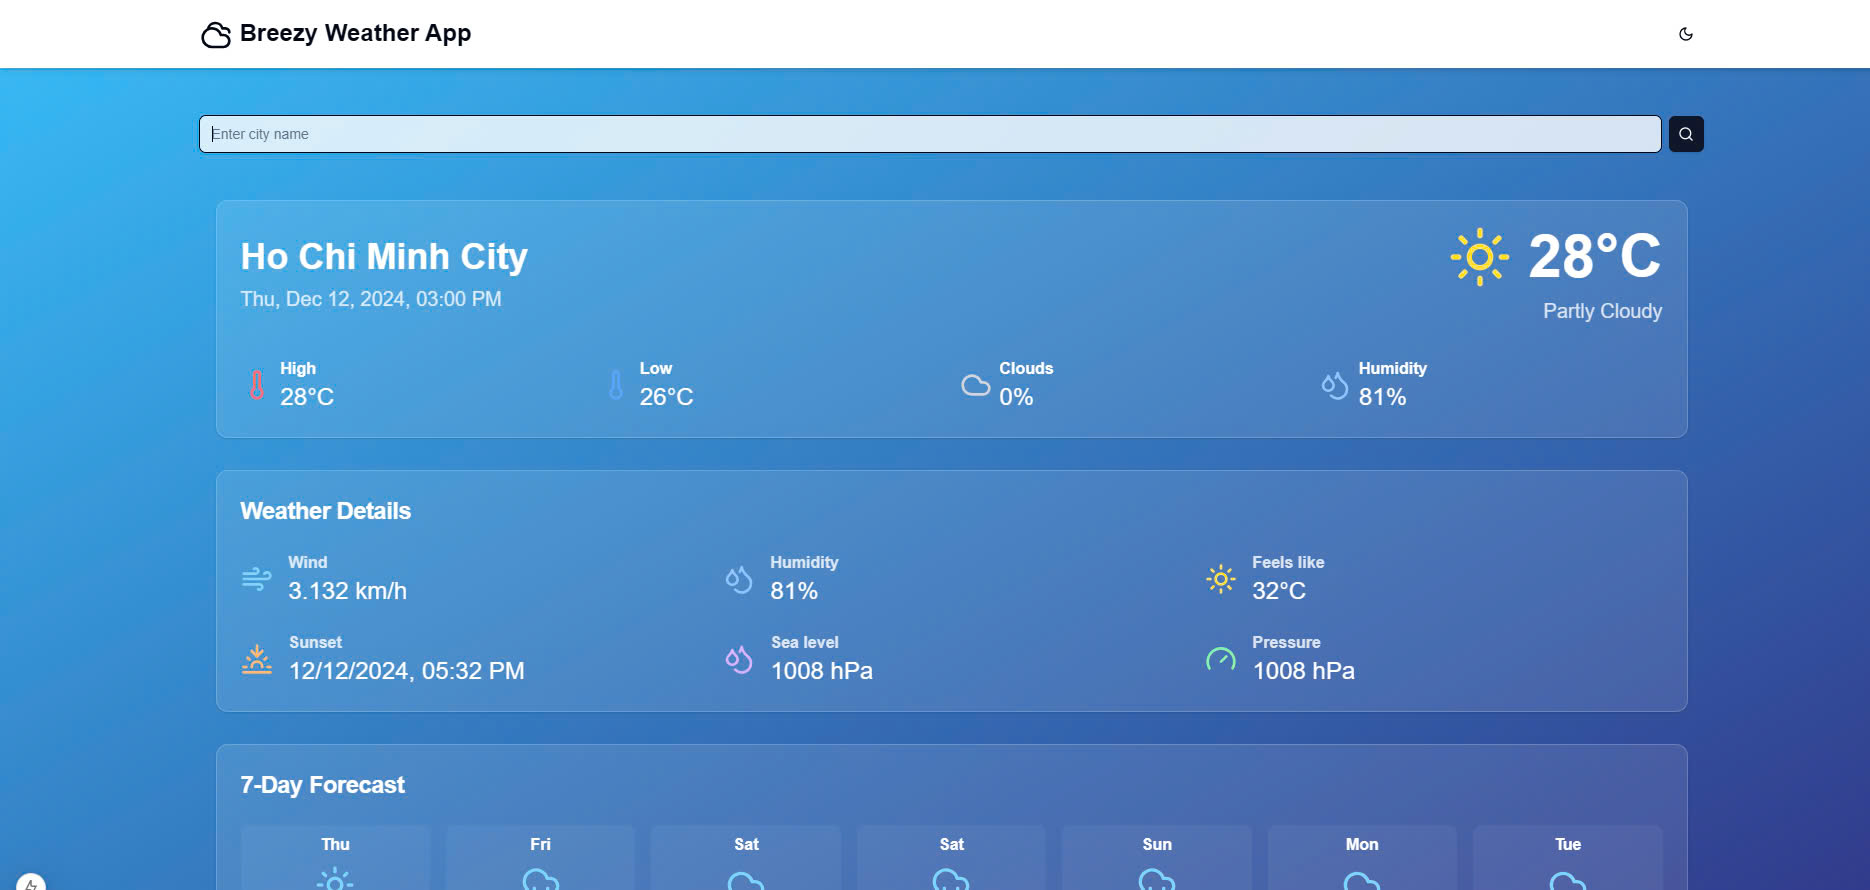 Breezy Weather App
Enter city name
Ho Chi Minh City
28°C
Thu, Dec 12, 2024, 03:00 PM
Partly Cloudy
High
28°C
Low
26°C
Clouds
0%
Humidity
81%
Weather Details
Wind
3.132 km/h
Humidity
81%
Feels like
32°C
Sunset
12/12/2024, 05:32 PM
Sea level
1008 hPa
Pressure
1008 hPa
7-Day Forecast
Thu
Fri
Sat
Sat
Sun
Mon
Tue